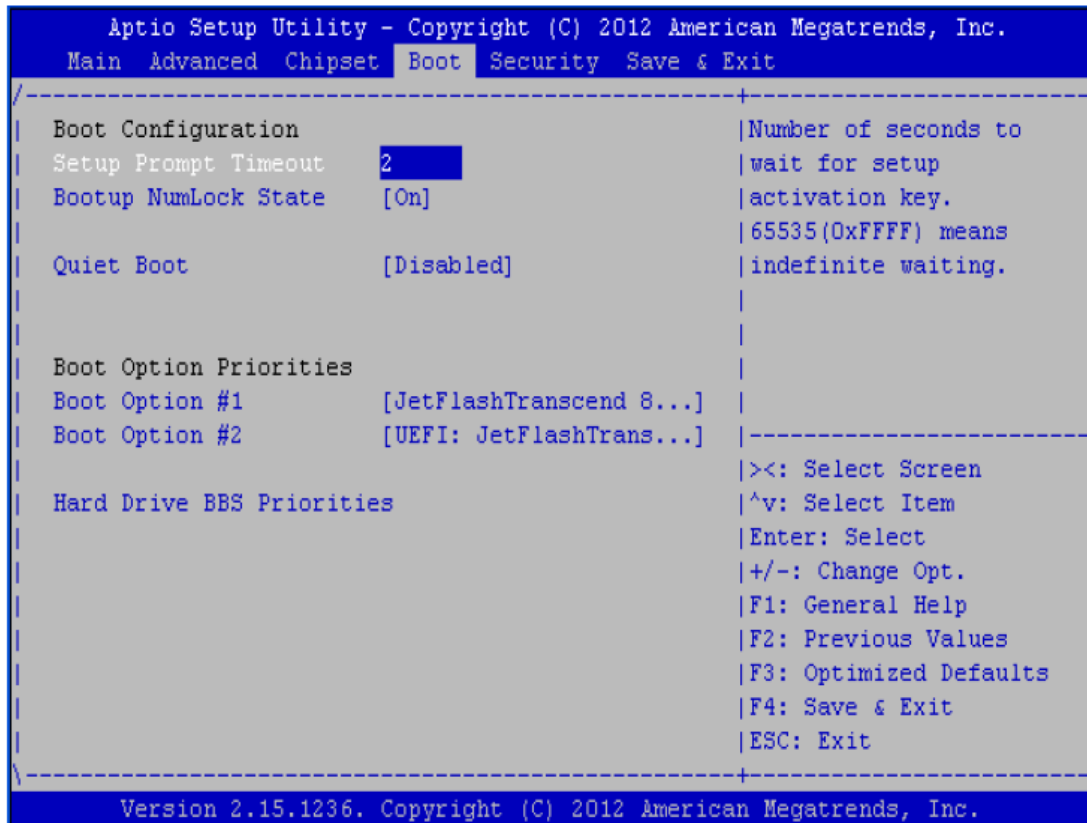 Aptio Setup Utility - Copyright (C) 2012 American Megatrends, Inc.
Main Advanced Chipset Boot Security Save & Exit
Boot Configuration
Setup Prompt Timeout 2
Bootup NumLock State [On]
Quiet Boot [Disabled]
Boot Option Priorities
Boot Option #1 [JetFlashTranscend 8...]
Boot Option #2 [UEFI: JetFlashTrans...]
Hard Drive BBS Priorities
Number of seconds to
wait for setup
activation key.
65535(0xFFFF) means
indefinite waiting.
><: Select Screen
^v: Select Item
Enter: Select
+/-: Change Opt.
F1: General Help
F2: Previous Values
F3: Optimized Defaults
F4: Save & Exit
ESC: Exit
Version 2.15.1236. Copyright (C) 2012 American Megatrends, Inc.